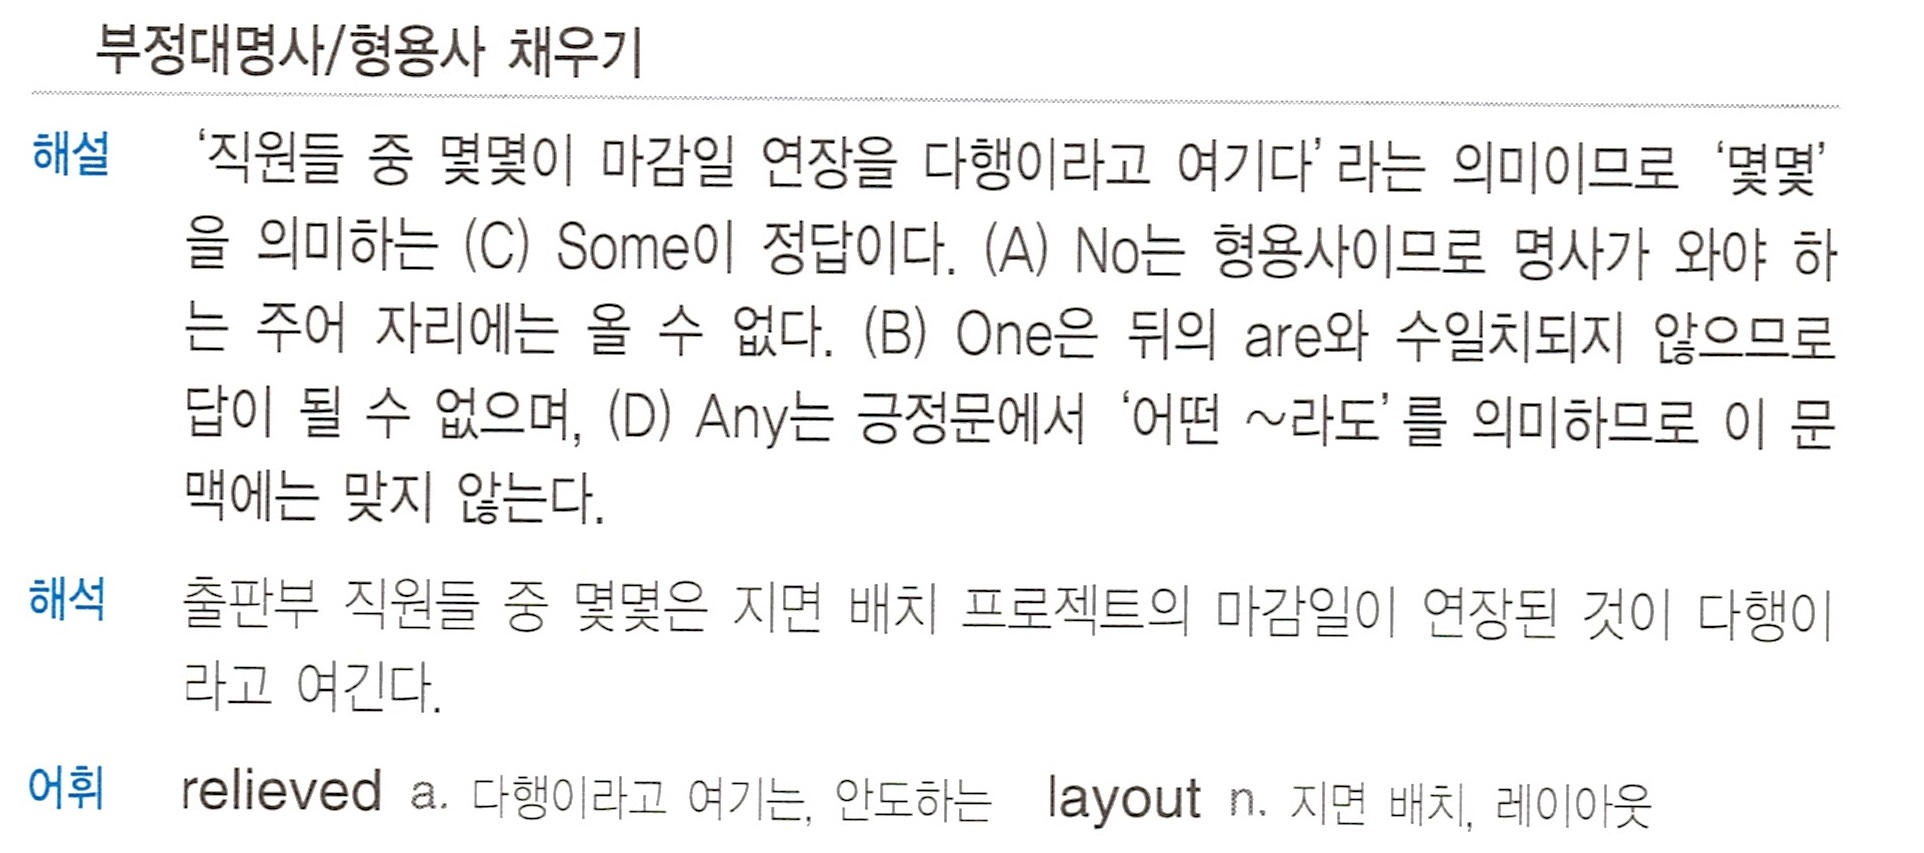 부정대명사/형용사 채우기
해설 ‘직원들 중 몇몇이 마감일 연장을 다행이라고 여기다’라는 의미이므로 ‘몇몇’
을 의미하는 (C) Some이 정답이다. (A) No는 형용사이므로 명사가 와야 하
는 주어 자리에는 올 수 없다. (B) One은 뒤의 are와 수일치되지 않으므로
답이 될 수 없으며, (D) Any는 긍정문에서 ‘어떤 ~라도’를 의미하므로 이 문
맥에는 맞지 않는다.
해석 출판부 직원들 중 몇몇은 지면 배치 프로젝트의 마감일이 연장된 것이 다행이
라고 여긴다.
어휘 relieved a. 다행이라고 여기는, 안도하는 layout n. 지면 배치, 레이아웃